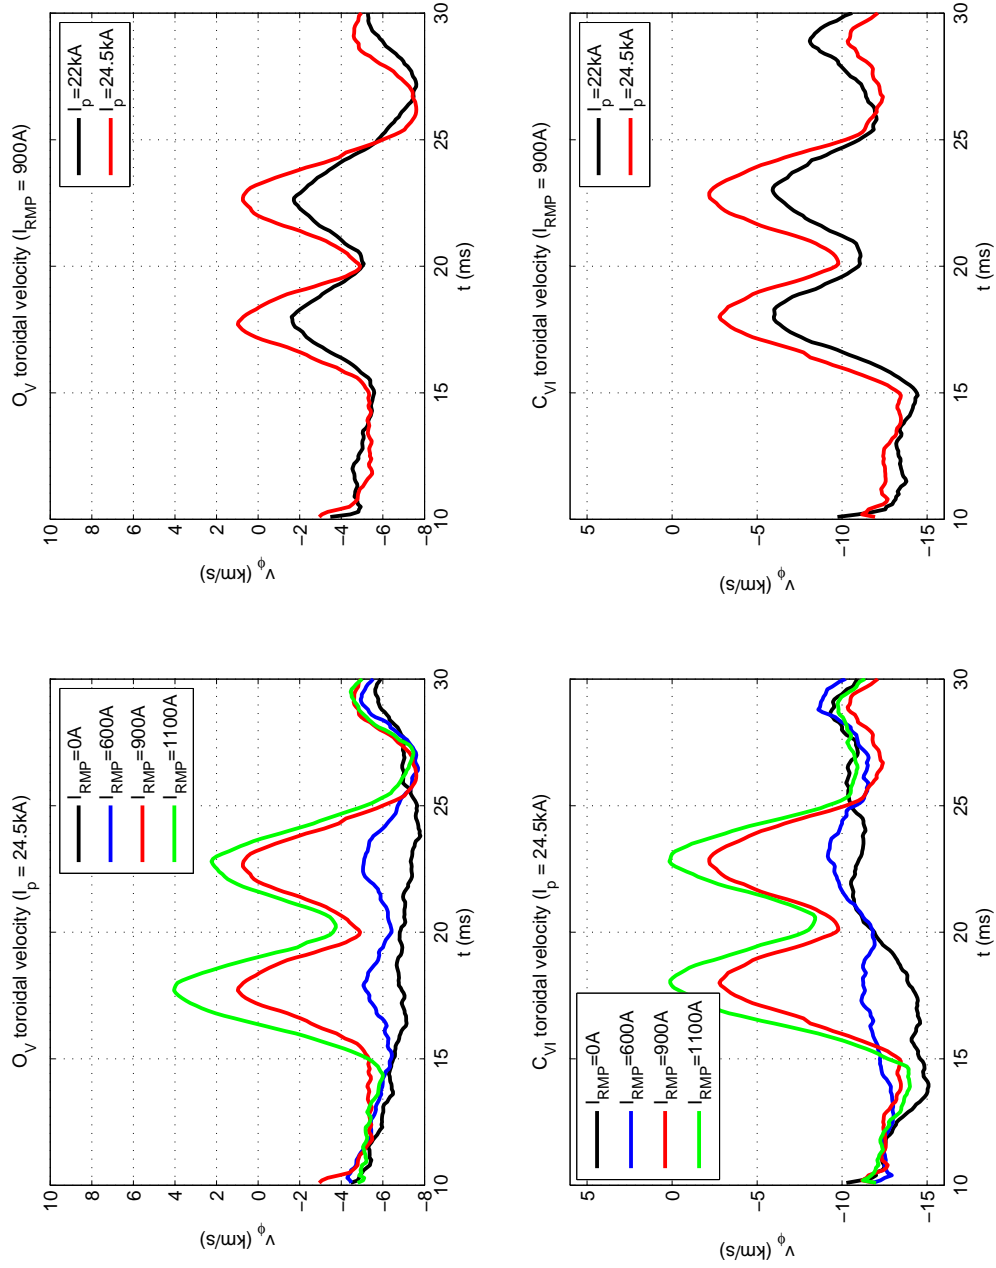 O_V toroidal velocity (I_p = 24.5kA)
v_ϕ (km/s)
10
8
6
4
2
0
−2
−4
−6
−8
10 15 20 25 30
t (ms)
I_RMP=0A
I_RMP=600A
I_RMP=900A
I_RMP=1100A
O_V toroidal velocity (I_RMP = 900A)
v_ϕ (km/s)
10
8
6
4
2
0
−2
−4
−6
−8
10 15 20 25 30
t (ms)
I_p=22kA
I_p=24.5kA
C_VI toroidal velocity (I_p = 24.5kA)
v_ϕ (km/s)
5
0
−5
−10
−15
10 15 20 25 30
t (ms)
I_RMP=0A
I_RMP=600A
I_RMP=900A
I_RMP=1100A
C_VI toroidal velocity (I_RMP = 900A)
v_ϕ (km/s)
5
0
−5
−10
−15
10 15 20 25 30
t (ms)
I_p=22kA
I_p=24.5kA